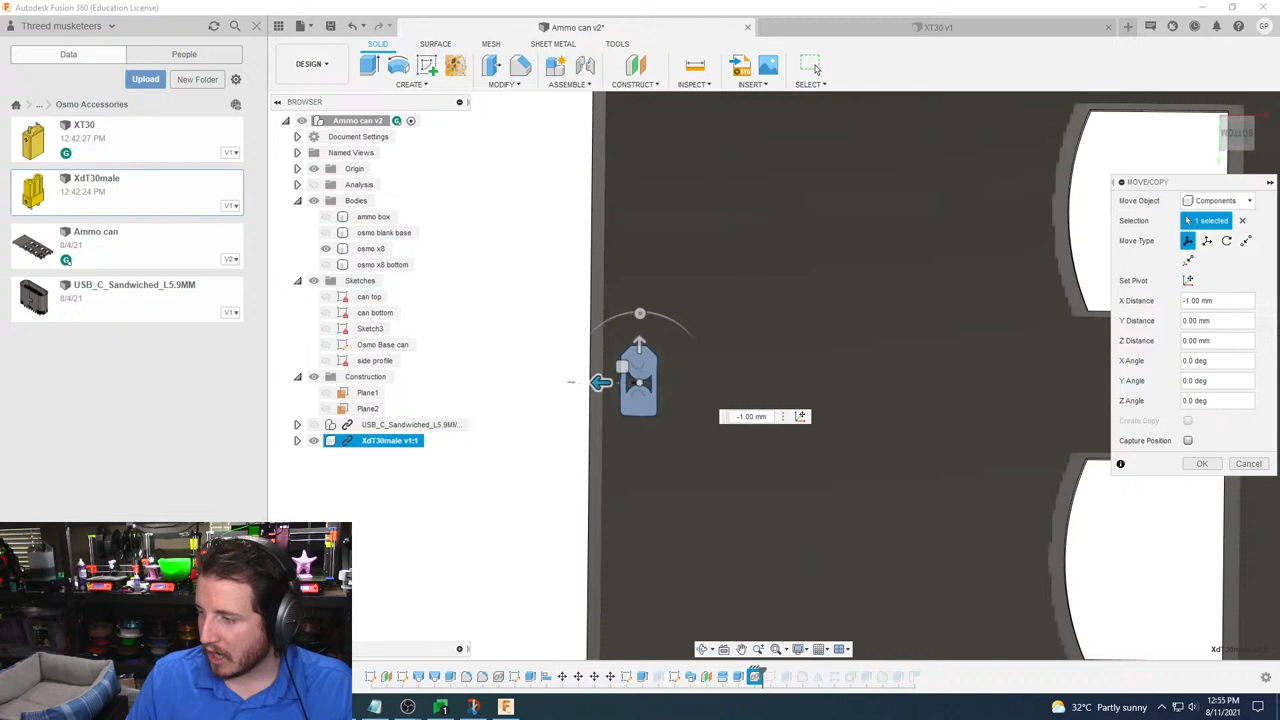 Autodesk Fusion 360 (Education License)
Threed musketeers
Ammo can v2*
XT30 v1
GP
Data
People
SOLID
SURFACE
MESH
SHEET METAL
TOOLS
DESIGN
Upload
New Folder
CREATE
MODIFY
ASSEMBLE
CONSTRUCT
INSPECT
INSERT
SELECT
...
Osmo Accessories
BROWSER
XT30
12:42:27 PM
G
V1
XdT30male
12:42:24 PM
V1
Ammo can
8/4/21
G
V2
USB_C_Sandwiched_L5.9MM
8/4/21
V1
Ammo can v2
Document Settings
Named Views
Origin
Analysis
Bodies
ammo box
osmo blank base
osmo x8
osmo x8 bottom
Sketches
can top
can bottom
Sketch3
Osmo Base can
side profile
Construction
Plane1
Plane2
USB_C_Sandwiched_L5.9MM/...
XdT30male v1:1
BOTTOM
-1.00 mm
MOVE/COPY
Move Object
Components
Selection
1 selected
Move Type
Set Pivot
X Distance
-1.00 mm
Y Distance
0.00 mm
Z Distance
0.00 mm
X Angle
0.0 deg
Y Angle
0.0 deg
Z Angle
0.0 deg
Create Copy
Capture Position
OK
Cancel
32°C Partly sunny
12:55 PM
8/11/2021